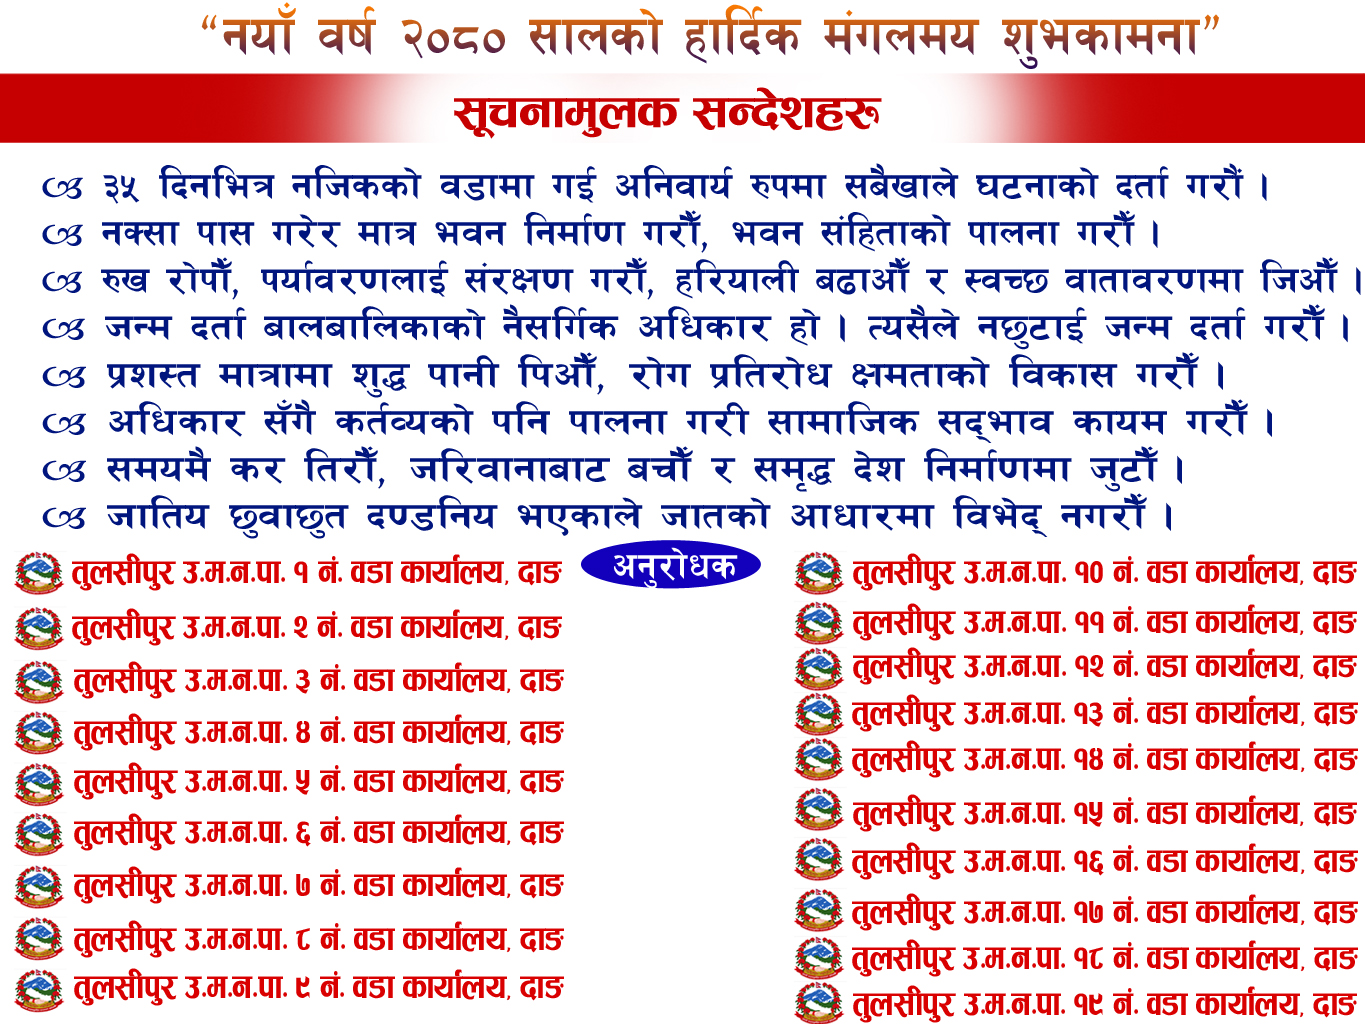 “नयाँ वर्ष २०८० सालको हार्दिक मंगलमय शुभकामना”
सूचनामुलक सन्देशहरू
३५ दिनभित्र नजिकको वडामा गई अनिवार्य रुपमा सबैखाले घटनाको दर्ता गरौं ।
नक्सा पास गरेर मात्र भवन निर्माण गरौँ, भवन संहिताको पालना गरौँ ।
रुख रोपौँ, पर्यावरणलाई संरक्षण गरौँ, हरियाली बढाऔँ र स्वच्छ वातावरणमा जिऔँ ।
जन्म दर्ता बालबालिकाको नैसर्गिक अधिकार हो । त्यसैले नछुटाई जन्म दर्ता गरौँ ।
प्रशस्त मात्रामा शुद्ध पानी पिऔँ, रोग प्रतिरोध क्षमताको विकास गरौँ ।
अधिकार सँगै कर्तव्यको पनि पालना गरी सामाजिक सद्भाव कायम गरौँ ।
समयमै कर तिरौँ, जरिवानाबाट बचौँ र समृद्ध देश निर्माणमा जुटौँ ।
जातिय छुवाछुत दण्डनिय भएकाले जातको आधारमा विभेद् नगरौँ ।
अनुरोधक
तुलसीपुर उ.म.न.पा. १ नं. वडा कार्यालय, दाङ
तुलसीपुर उ.म.न.पा. २ नं. वडा कार्यालय, दाङ
तुलसीपुर उ.म.न.पा. ३ नं. वडा कार्यालय, दाङ
तुलसीपुर उ.म.न.पा. ४ नं. वडा कार्यालय, दाङ
तुलसीपुर उ.म.न.पा. ५ नं. वडा कार्यालय, दाङ
तुलसीपुर उ.म.न.पा. ६ नं. वडा कार्यालय, दाङ
तुलसीपुर उ.म.न.पा. ७ नं. वडा कार्यालय, दाङ
तुलसीपुर उ.म.न.पा. ८ नं. वडा कार्यालय, दाङ
तुलसीपुर उ.म.न.पा. ९ नं. वडा कार्यालय, दाङ
तुलसीपुर उ.म.न.पा. १० नं. वडा कार्यालय, दाङ
तुलसीपुर उ.म.न.पा. ११ नं. वडा कार्यालय, दाङ
तुलसीपुर उ.म.न.पा. १२ नं. वडा कार्यालय, दाङ
तुलसीपुर उ.म.न.पा. १३ नं. वडा कार्यालय, दाङ
तुलसीपुर उ.म.न.पा. १४ नं. वडा कार्यालय, दाङ
तुलसीपुर उ.म.न.पा. १५ नं. वडा कार्यालय, दाङ
तुलसीपुर उ.म.न.पा. १६ नं. वडा कार्यालय, दाङ
तुलसीपुर उ.म.न.पा. १७ नं. वडा कार्यालय, दाङ
तुलसीपुर उ.म.न.पा. १८ नं. वडा कार्यालय, दाङ
तुलसीपुर उ.म.न.पा. १९ नं. वडा कार्यालय, दाङ